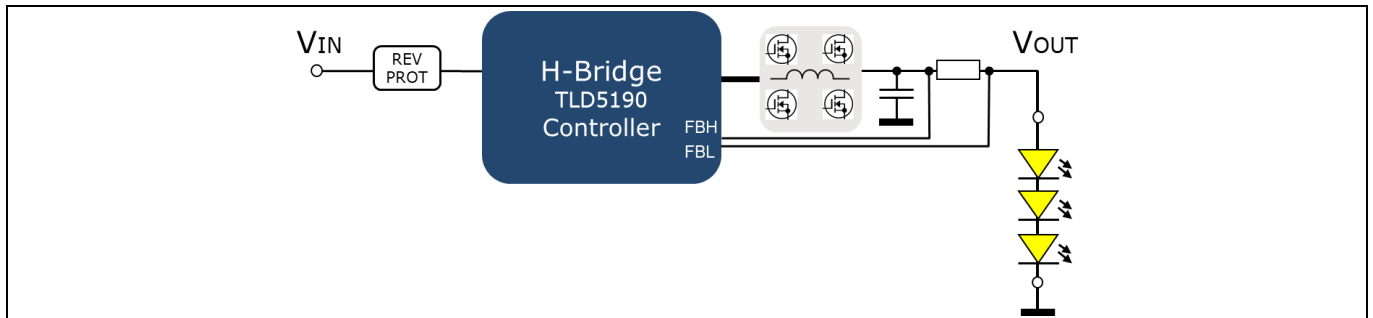 VIN
REV
PROT
H-Bridge
TLD5190
Controller
FBH
FBL
VOUT